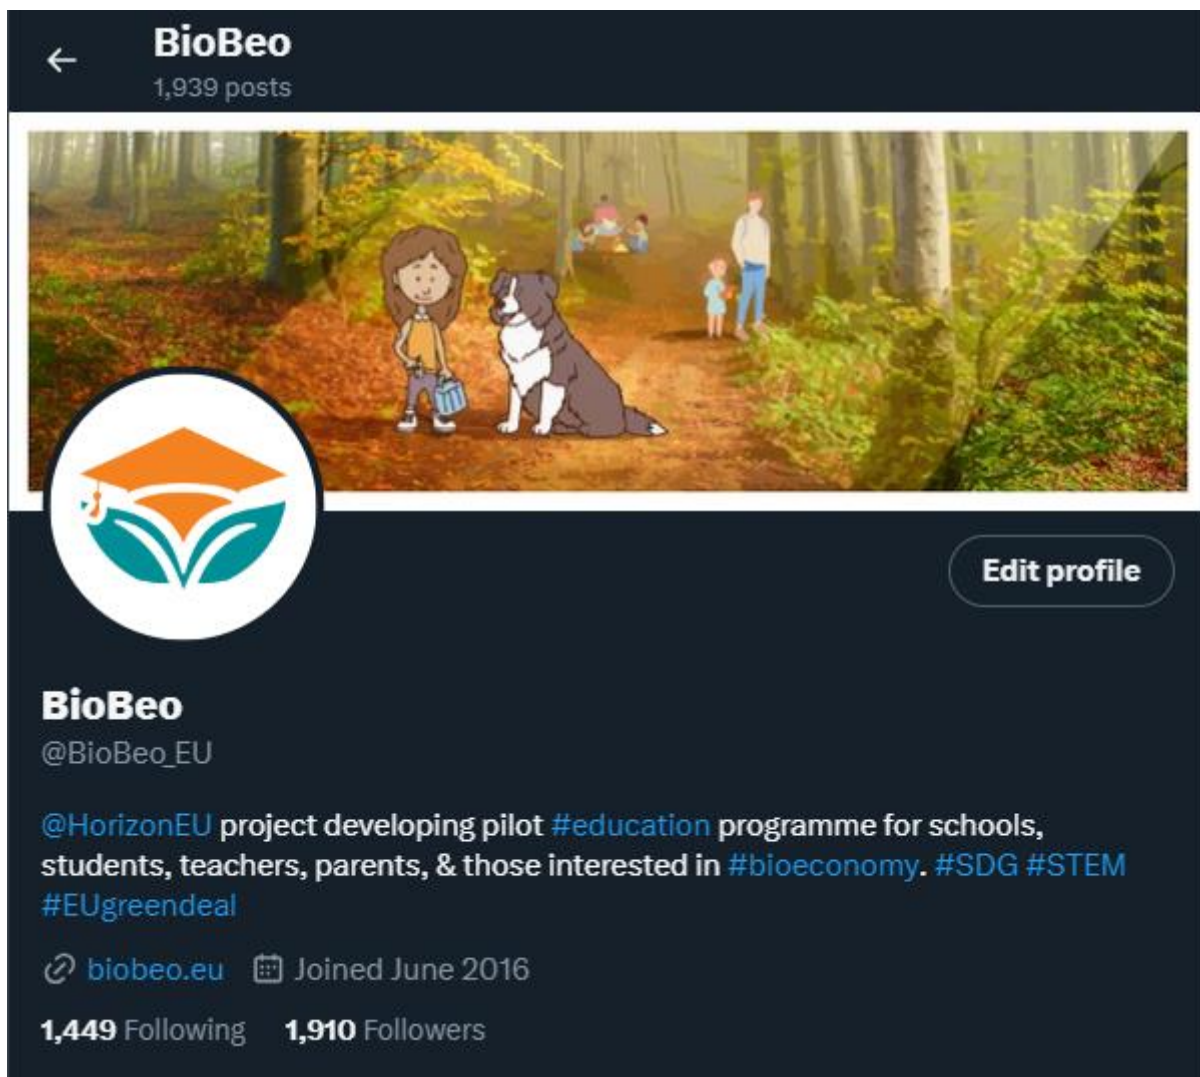 BioBeo
1,939 posts
Edit profile
BioBeo
@BioBeo_EU
@HorizonEU project developing pilot #education programme for schools,
students, teachers, parents, & those interested in #bioeconomy. #SDG #STEM
#EUgreendeal
biobeo.eu Joined June 2016
1,449 Following 1,910 Followers